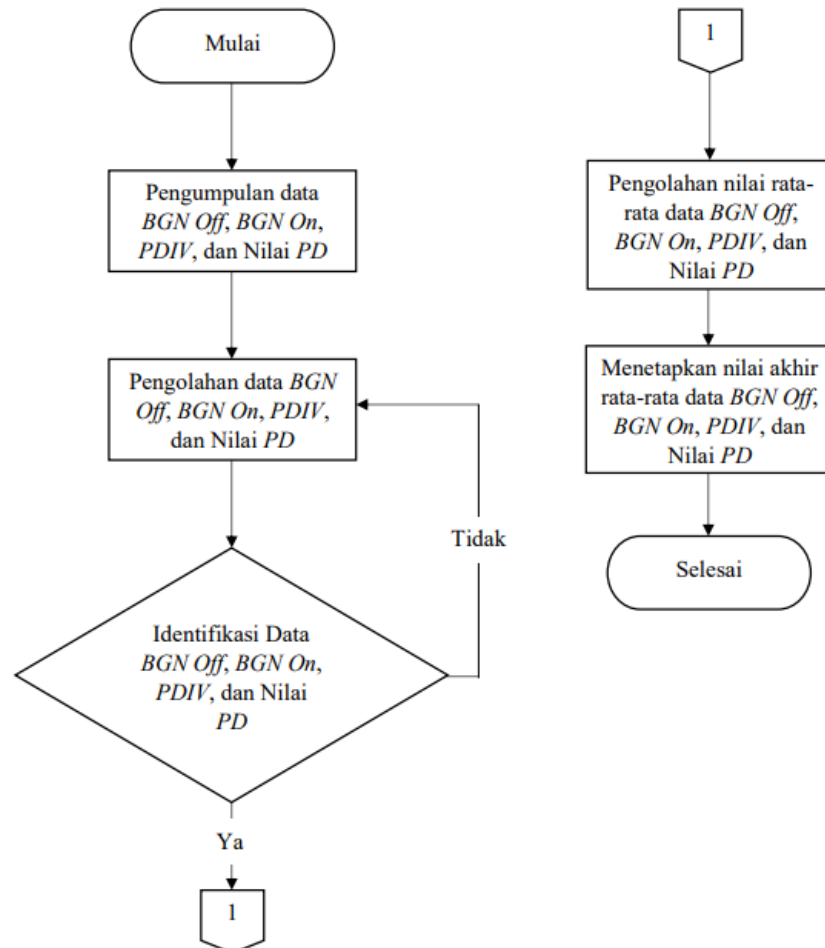 Mulai
Pengumpulan data
BGN Off, BGN On,
PDIV, dan Nilai PD
Pengolahan data BGN
Off, BGN On, PDIV,
dan Nilai PD
Tidak
Identifikasi Data
BGN Off, BGN On,
PDIV, dan Nilai
PD
Ya
1
1
Pengolahan nilai rata-
rata data BGN Off,
BGN On, PDIV, dan
Nilai PD
Menetapkan nilai akhir
rata-rata data BGN Off,
BGN On, PDIV, dan
Nilai PD
Selesai